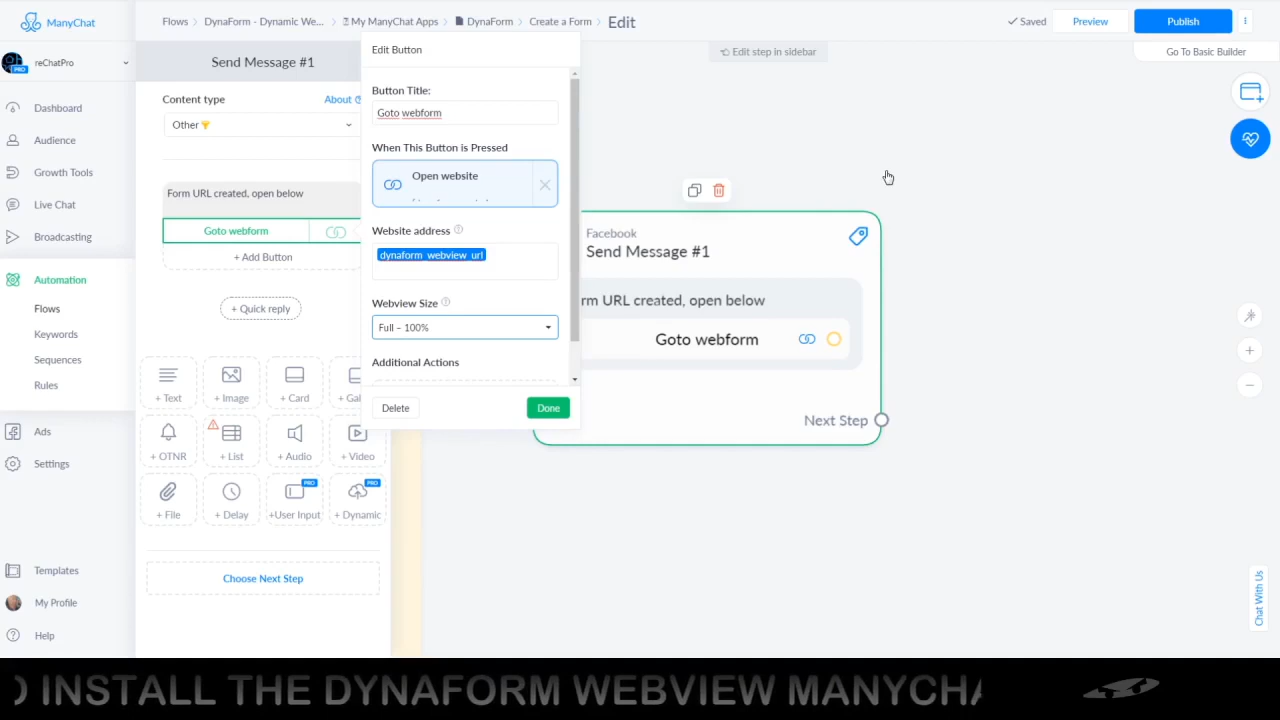 ManyChat
Flows
DynaForm - Dynamic We...
My ManyChat Apps
DynaForm
Create a Form
Edit
Saved
Preview
Publish
reChatPro
PRO
Send Message #1
Edit Button
Edit step in sidebar
Go To Basic Builder
Dashboard
Audience
Growth Tools
Live Chat
Broadcasting
Automation
Flows
Keywords
Sequences
Rules
Ads
Settings
Templates
My Profile
Help
Content type
About
Other
Form URL created, open below
Goto webform
+ Add Button
+ Quick reply
+ Text
+ Image
+ Card
+ Gal
+ OTNR
+ List
+ Audio
+ Video
PRO
PRO
+ File
+ Delay
+User Input
+ Dynamic
Choose Next Step
Button Title:
Goto webform
When This Button is Pressed
Open website
Website address
dynaform_webview_url
Webview Size
Full – 100%
Additional Actions
Delete
Done
Facebook
Send Message #1
rm URL created, open below
Goto webform
Next Step
Chat With Us
O INSTALL THE DYNAFORM WEBVIEW MANYCHA